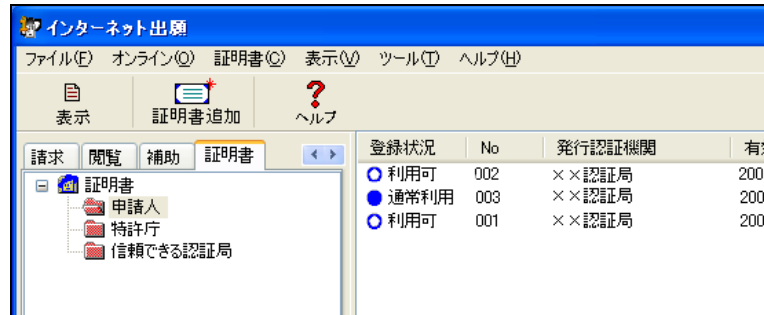 インターネット出願
ファイル(F) オンライン(O) 証明書(C) 表示(V) ツール(T) ヘルプ(H)
表示 証明書追加 ヘルプ
請求 閲覧 補助 証明書
証明書
申請人
特許庁
信頼できる認証局
登録状況 No 発行認証機関
利用可 002 ××認証局 200
通常利用 003 ××認証局 200
利用可 001 ××認証局 200